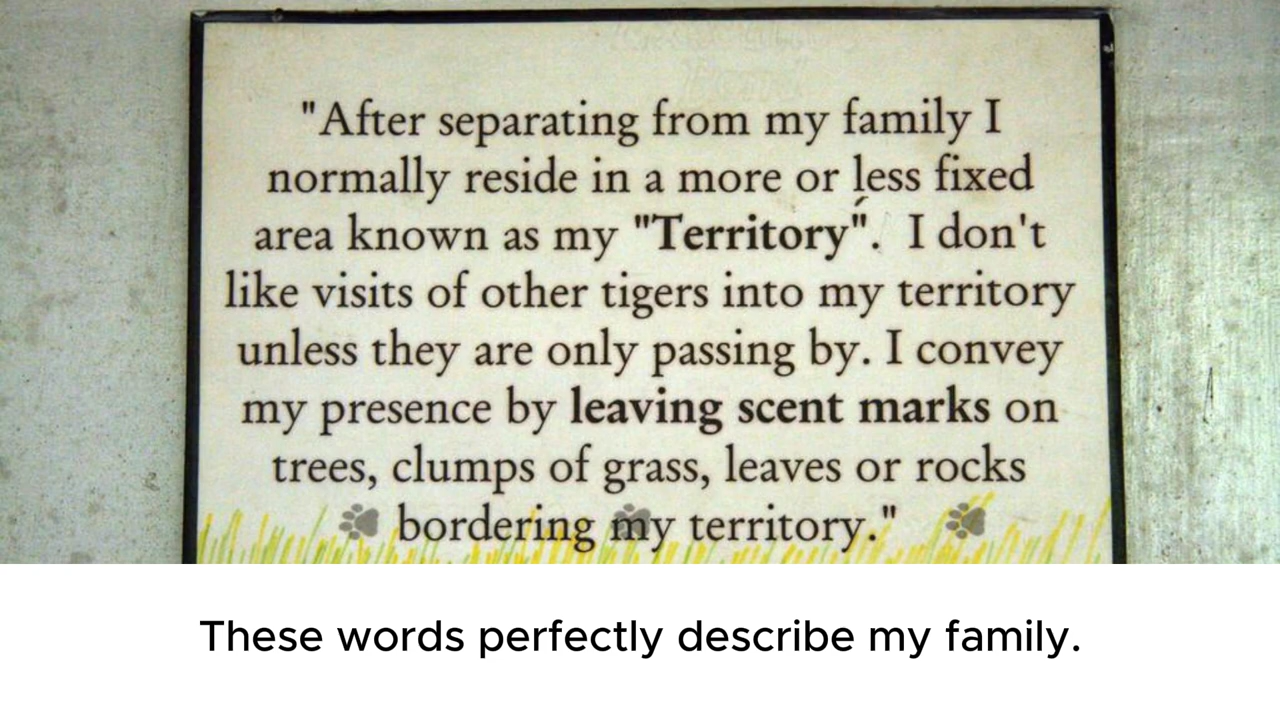 "After separating from my family I
normally reside in a more or less fixed
area known as my "Territory".  I don't
like visits of other tigers into my territory
unless they are only passing by. I convey
my presence by leaving scent marks on
trees, clumps of grass, leaves or rocks
bordering my territory."
These words perfectly describe my family.